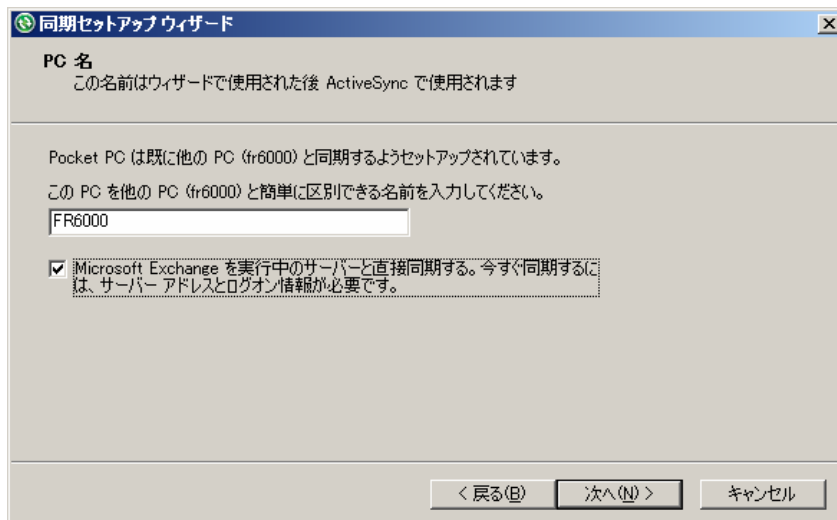 同期セットアップ ウィザード
PC 名
この名前はウィザードで使用された後 ActiveSync で使用されます
Pocket PC は既に他の PC (fr6000) と同期するようセットアップされています。
この PC を他の PC (fr6000) と簡単に区別できる名前を入力してください。
FR6000
Microsoft Exchange を実行中のサーバーと直接同期する。今すぐ同期するに
は、サーバー アドレスとログオン情報が必要です。
< 戻る(B) 次へ(N) > キャンセル